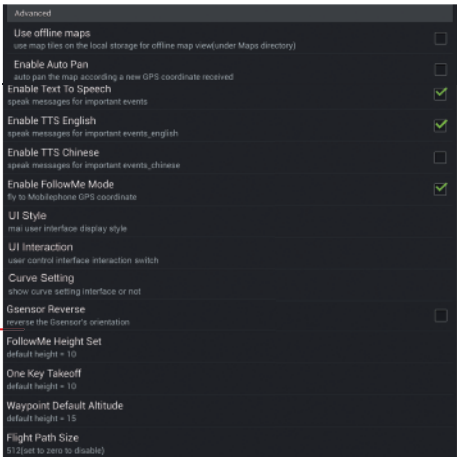 Advanced
Use offline maps
use map tiles on the local storage for offline map view(under Maps directory)
Enable Auto Pan
auto pan the map according a new GPS coordinate received
Enable Text To Speech
speak messages for important events
Enable TTS English
speak messages for important events_english
Enable TTS Chinese
speak messages for important events_chinese
Enable FollowMe Mode
fly to Mobilephone GPS coordinate
UI Style
mai user interface display style
UI Interaction
user control interface interaction switch
Curve Setting
show curve setting interface or not
Gsensor Reverse
reverse the Gsensor's orientation
FollowMe Height Set
default height = 10
One Key Takeoff
default height = 10
Waypoint Default Altitude
default height = 15
Flight Path Size
512(set to zero to disable)